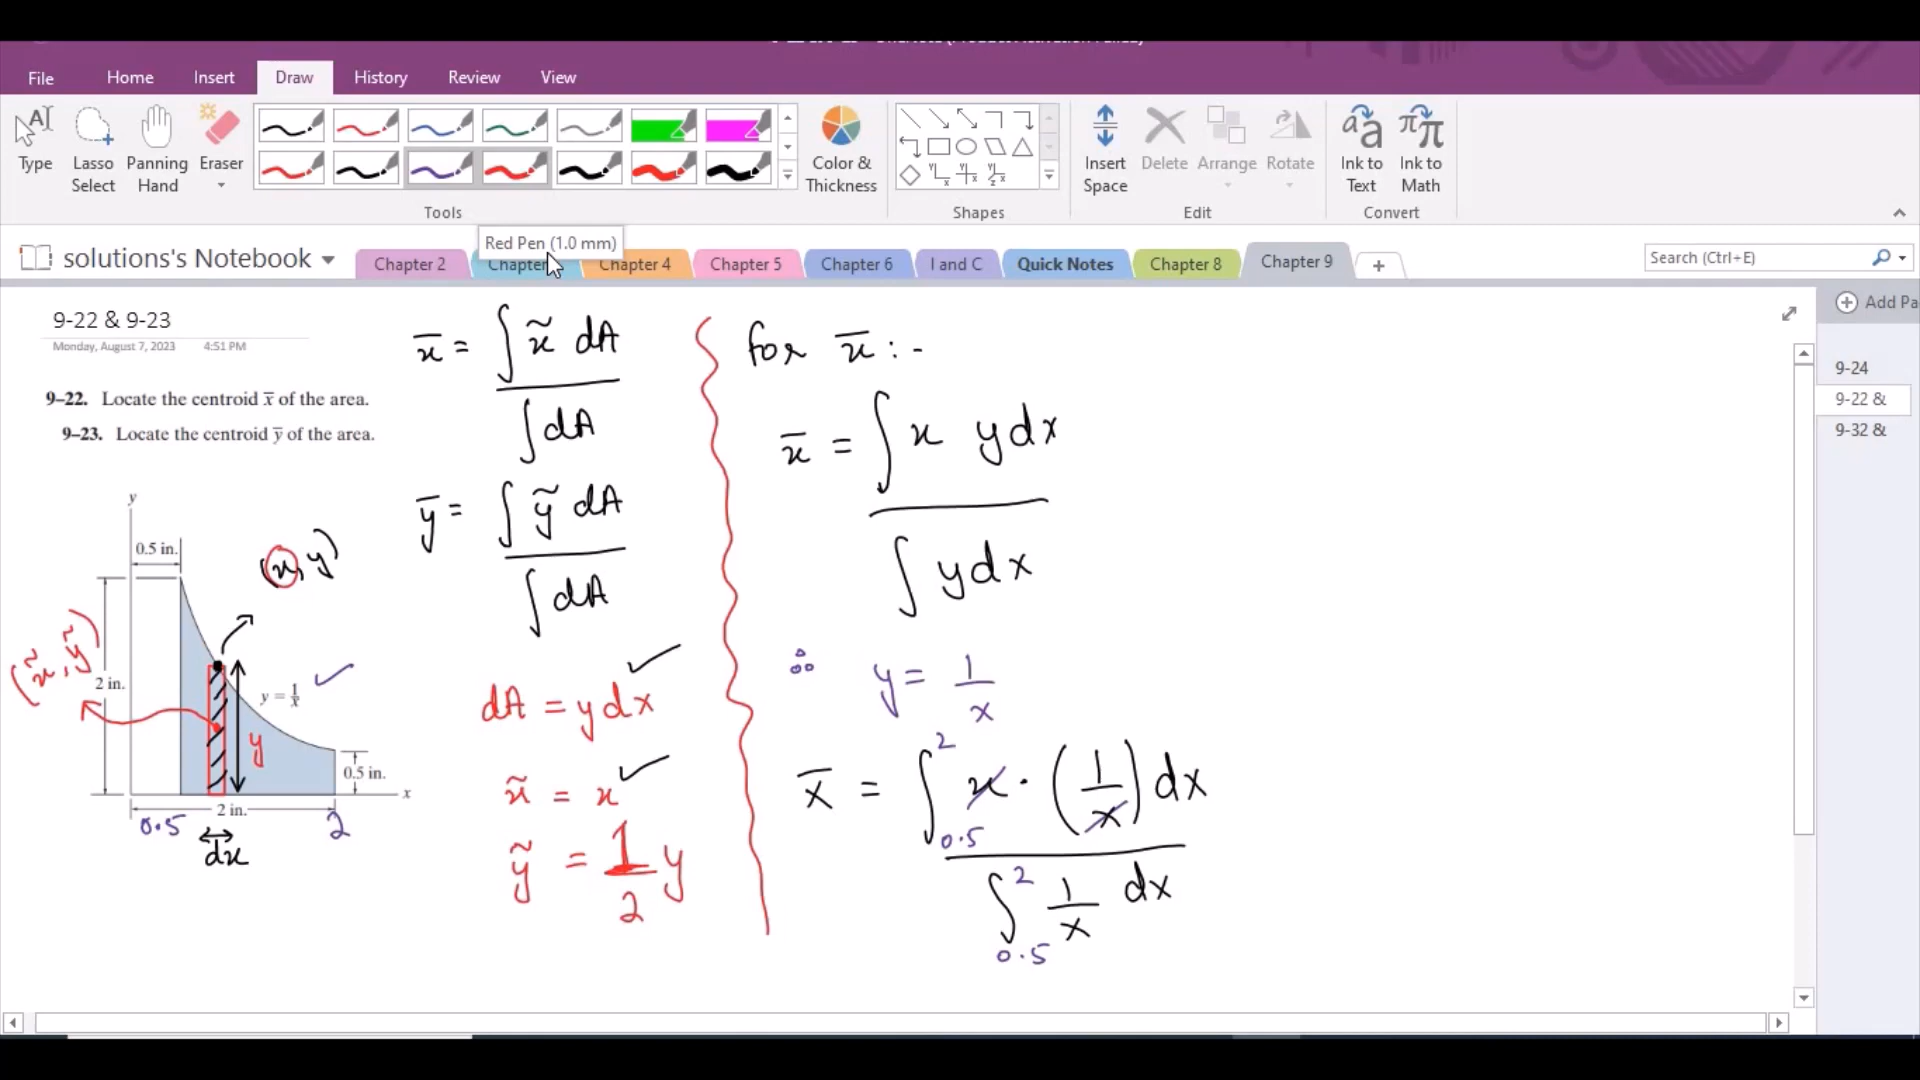 File Home Insert Draw History Review View
Type
Lasso Select
Panning Hand
Eraser
Color & Thickness
Insert Space
Delete
Arrange
Rotate
Ink to Text
Ink to Math
Tools
Shapes
Edit
Convert
Red Pen (1.0 mm)
solutions's Notebook
Chapter 2 Chapter Chapter 4 Chapter 5 Chapter 6 I and C Quick Notes Chapter 8 Chapter 9 +
Search (Ctrl+E)
Add Pa
9-24
9-22 &
9-32 &
9-22 & 9-23
Monday, August 7, 2023 4:51 PM
9–22. Locate the centroid x̄ of the area.
9–23. Locate the centroid ȳ of the area.
y
0.5 in.
(x, y)
(x̃, ỹ)
2 in.
y = 1/x
y
0.5 in.
x
2 in.
0.5
2
dx
x̄ = ∫ x̃ dA
∫ dA
ȳ = ∫ ỹ dA
∫ dA
dA = y dx
x̃ = x
ỹ = 1/2 y
for x̄ :-
x̄ = ∫ x y dx
∫ y dx
y = 1/x
x̄ = ∫ 0.5 2 x · (1/x) dx
∫ 0.5 2 1/x dx